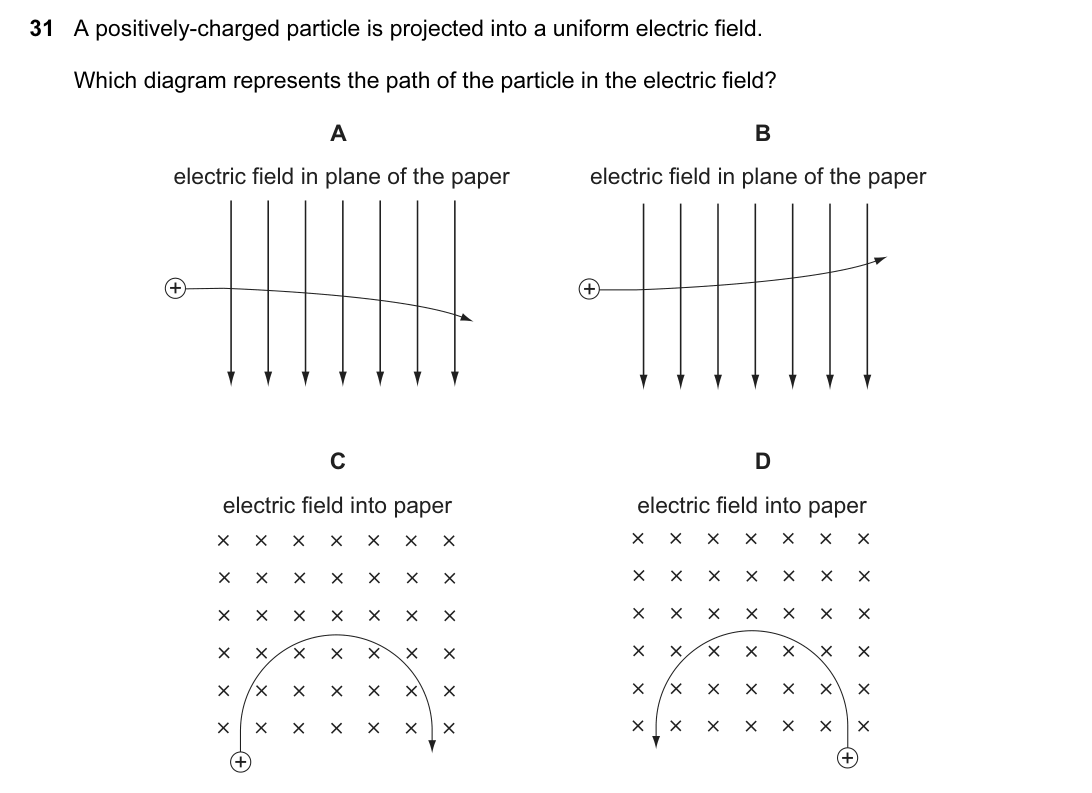 31 A positively-charged particle is projected into a uniform electric field.
Which diagram represents the path of the particle in the electric field?
A
B
electric field in plane of the paper
electric field in plane of the paper
+
+
C
D
electric field into paper
electric field into paper
× × × × × × ×
× × × × × × ×
× × × × × × ×
× × × × × × ×
× × × × × × ×
× × × × × × ×
+
× × × × × × ×
× × × × × × ×
× × × × × × ×
× × × × × × ×
× × × × × × ×
× × × × × × ×
+